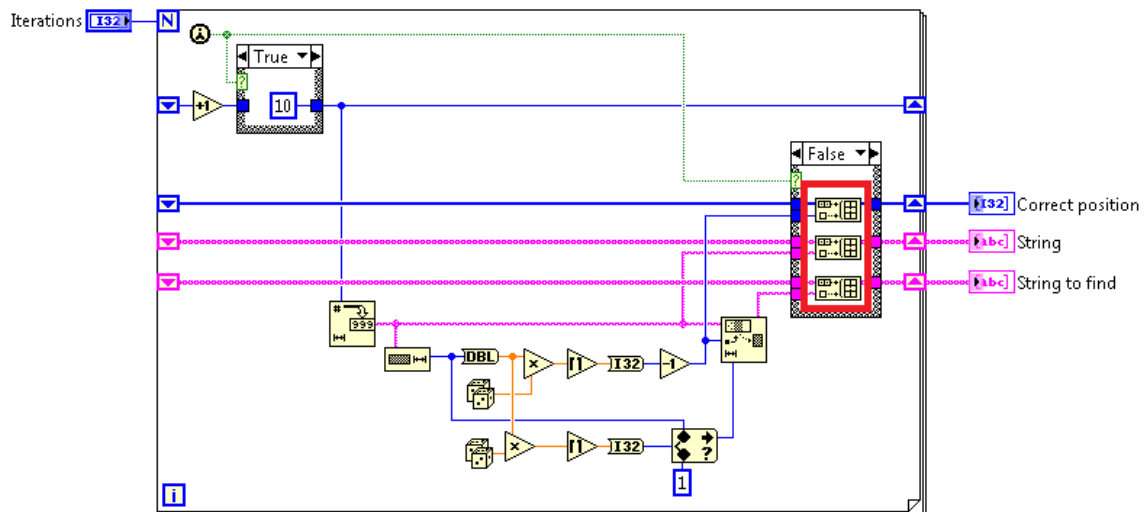 Iterations
I32
N
?
True
+1
10
False
?
I32]
Correct position
abc]
String
abc]
String to find
#
999
DBL
×
I32
-1
×
I32
?
1
i